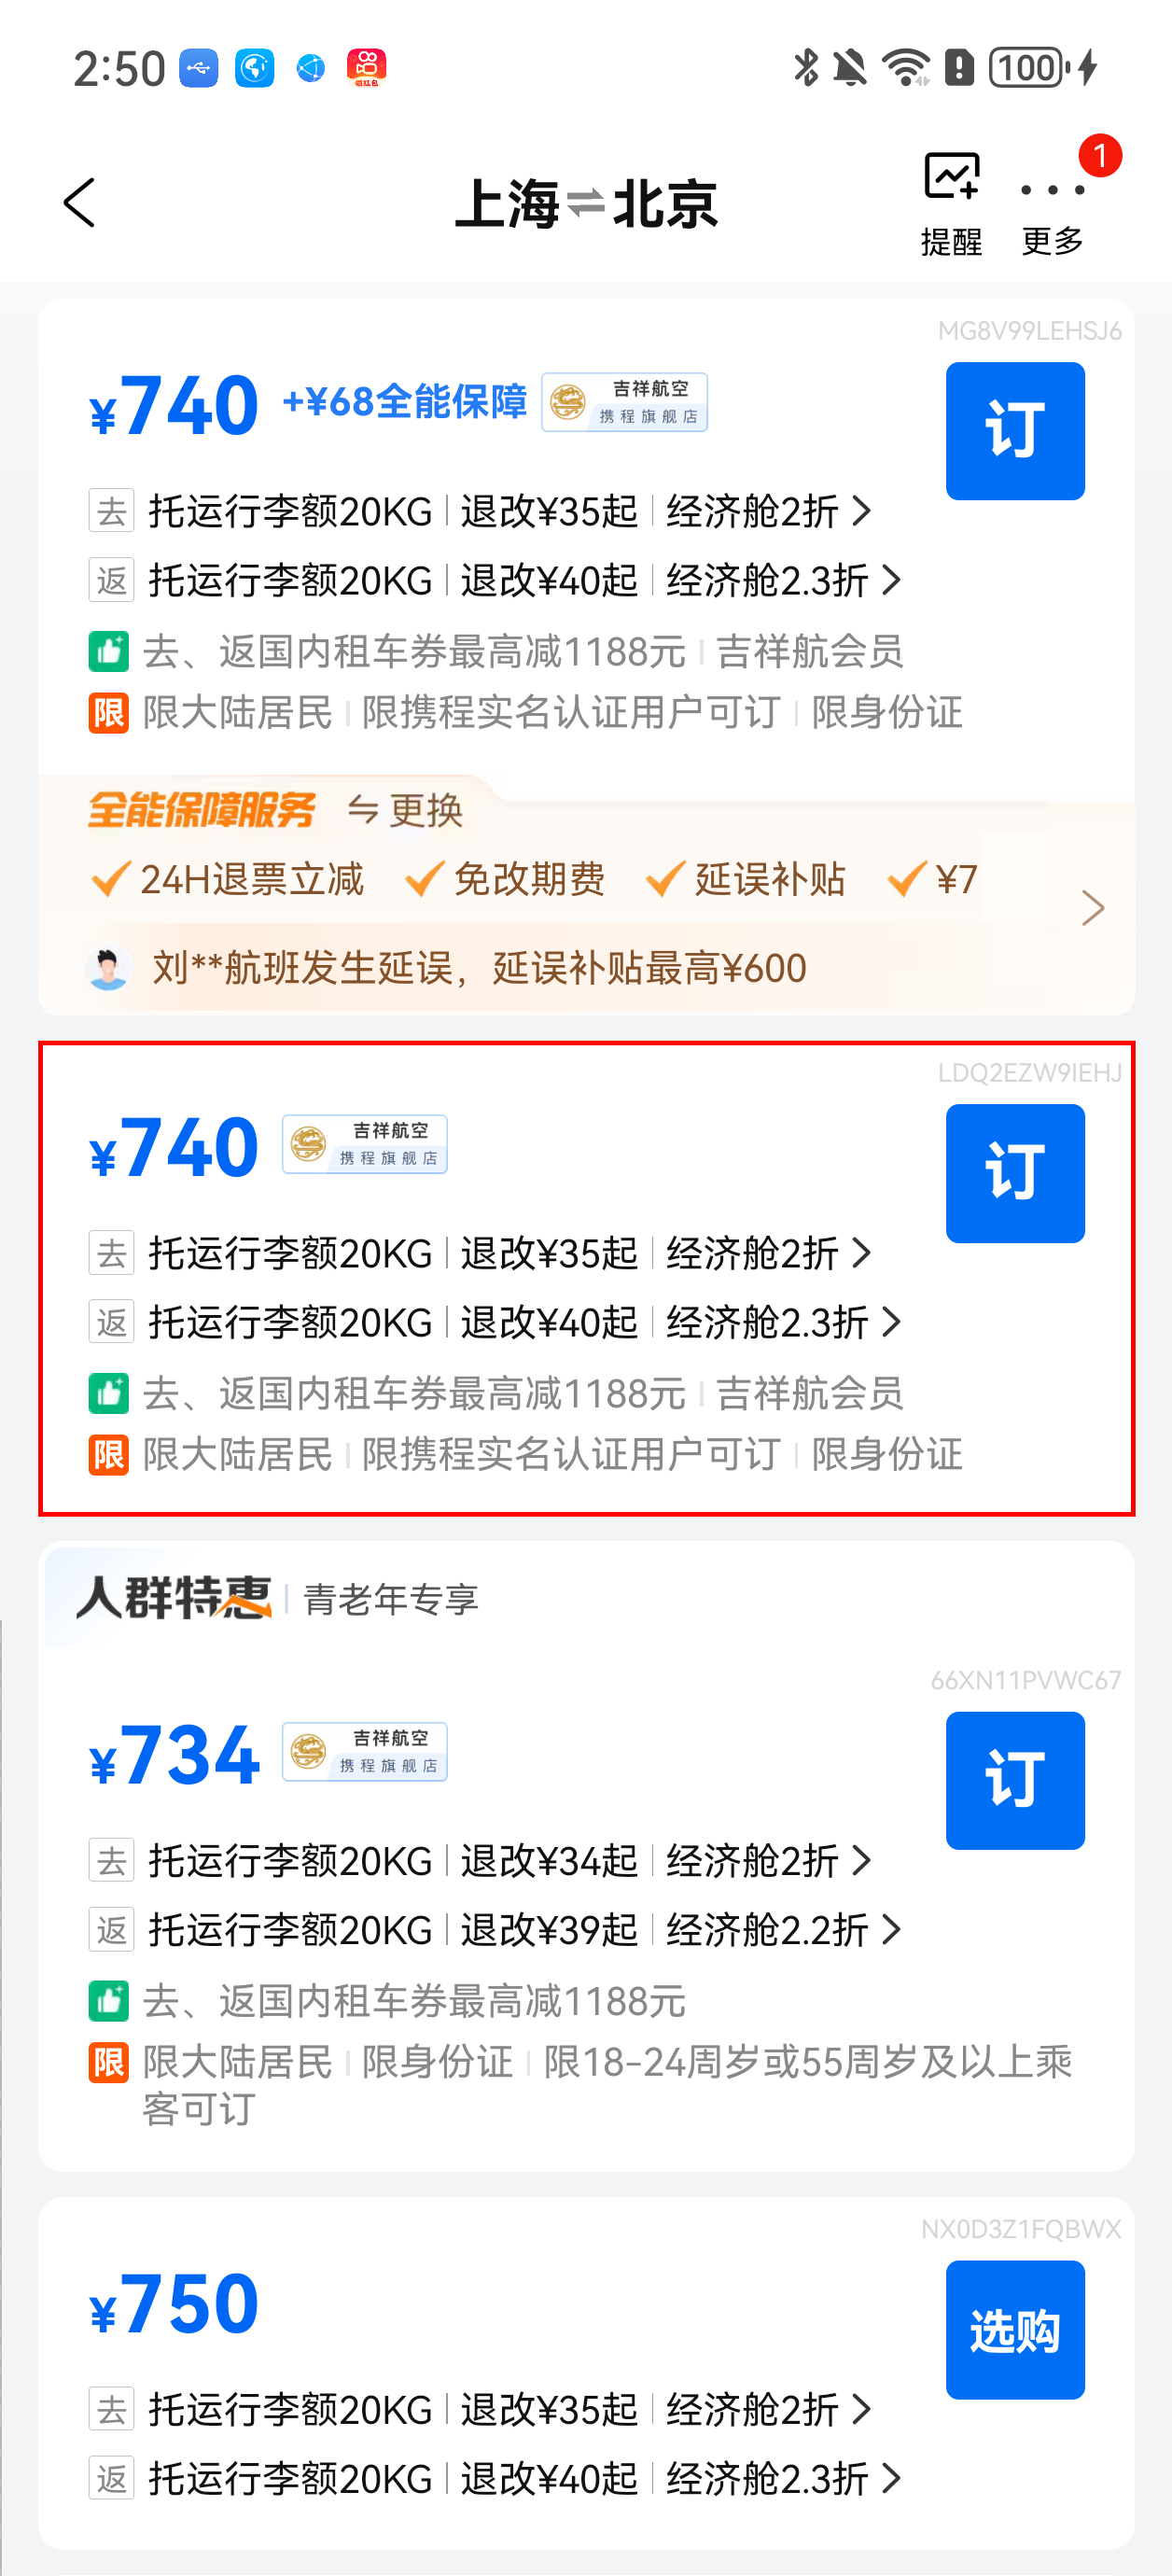 2:50
领红包
100
上海⇌北京
提醒
更多
1
MG8V99LEHSJ6
¥740 +¥68全能保障 吉祥航空
携程旗舰店
订
去 托运行李额20KG | 退改¥35起 | 经济舱2折 >
返 托运行李额20KG | 退改¥40起 | 经济舱2.3折 >
去、返国内租车券最高减1188元 | 吉祥航会员
限 限大陆居民 | 限携程实名认证用户可订 | 限身份证
全能保障服务 ⇋ 更换
24H退票立减 免改期费 延误补贴 ¥7
刘**航班发生延误，延误补贴最高¥600
LDQ2EZW9IEHJ
¥740 吉祥航空
携程旗舰店
订
去 托运行李额20KG | 退改¥35起 | 经济舱2折 >
返 托运行李额20KG | 退改¥40起 | 经济舱2.3折 >
去、返国内租车券最高减1188元 | 吉祥航会员
限 限大陆居民 | 限携程实名认证用户可订 | 限身份证
人群特惠 | 青老年专享
66XN11PVWC67
¥734 吉祥航空
携程旗舰店
订
去 托运行李额20KG | 退改¥34起 | 经济舱2折 >
返 托运行李额20KG | 退改¥39起 | 经济舱2.2折 >
去、返国内租车券最高减1188元
限 限大陆居民 | 限身份证 | 限18-24周岁或55周岁及以上乘
客可订
NX0D3Z1FQBWX
¥750
选购
去 托运行李额20KG | 退改¥35起 | 经济舱2折 >
返 托运行李额20KG | 退改¥40起 | 经济舱2.3折 >